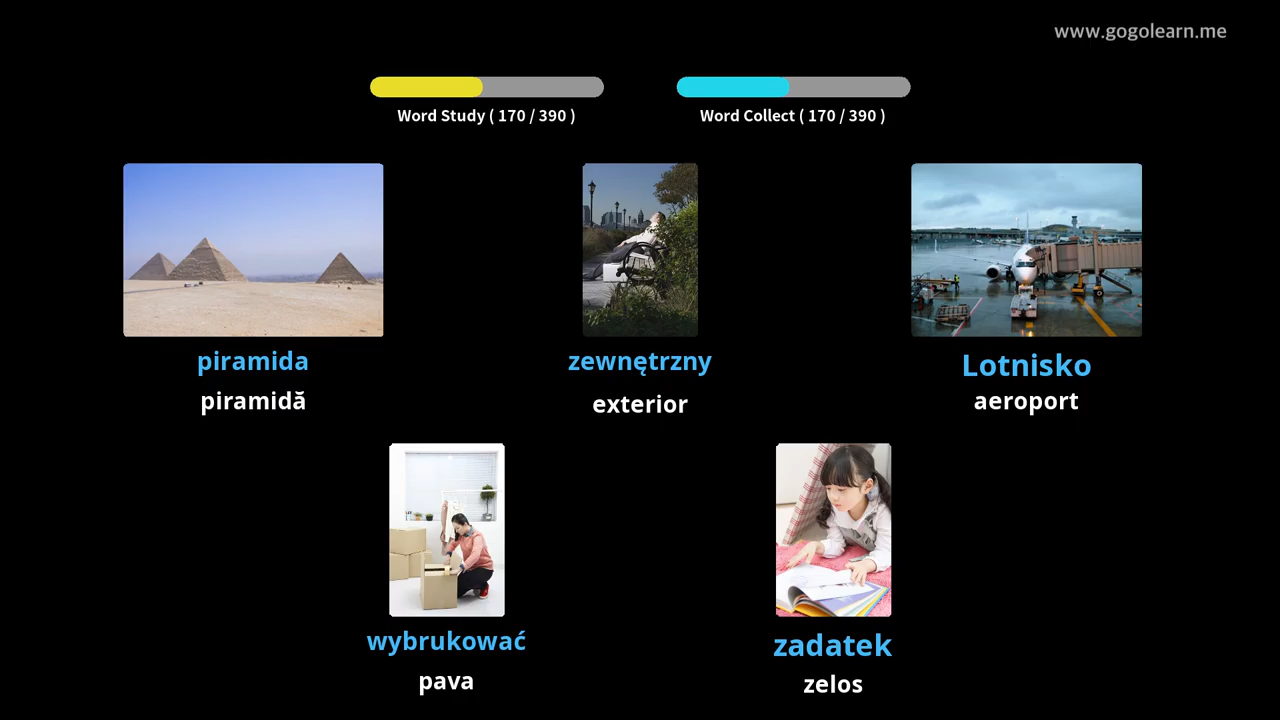 www.gogolearn.me
Word Study ( 170 / 390 )
Word Collect ( 170 / 390 )
piramida
piramidă
zewnętrzny
exterior
Lotnisko
aeroport
wybrukować
pava
zadatek
zelos